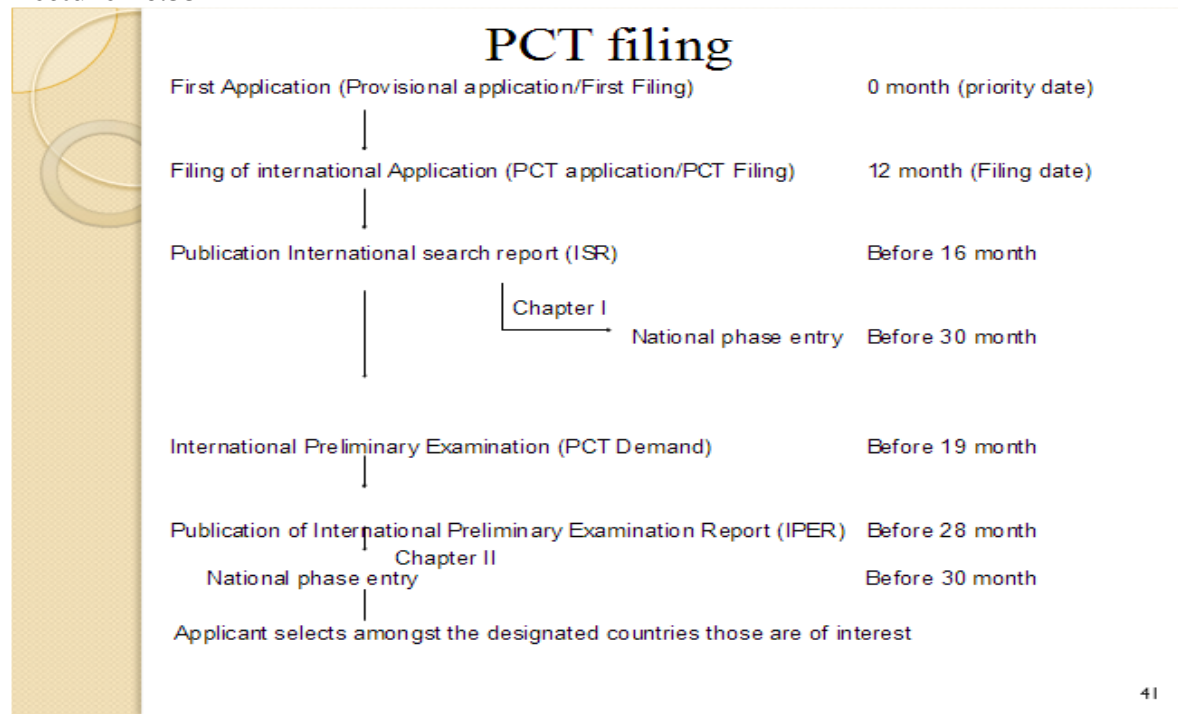 PCT filing
First Application (Provisional application/First Filing) 0 month (priority date)
Filing of international Application (PCT application/PCT Filing) 12 month (Filing date)
Publication International search report (ISR) Before 16 month
Chapter I
National phase entry Before 30 month
International Preliminary Examination (PCT Demand) Before 19 month
Publication of International Preliminary Examination Report (IPER) Before 28 month
Chapter II
National phase entry Before 30 month
Applicant selects amongst the designated countries those are of interest
41